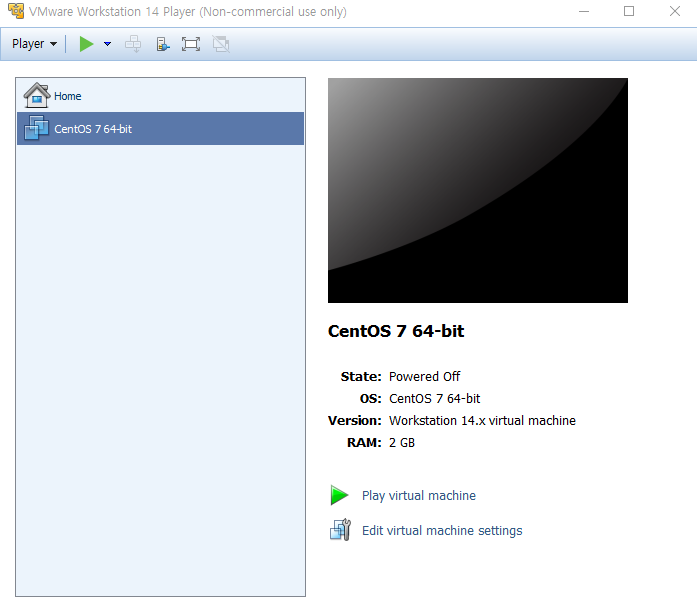 VMware Workstation 14 Player (Non-commercial use only)
Player
Home
CentOS 7 64-bit
CentOS 7 64-bit
State: Powered Off
OS: CentOS 7 64-bit
Version: Workstation 14.x virtual machine
RAM: 2 GB
Play virtual machine
Edit virtual machine settings